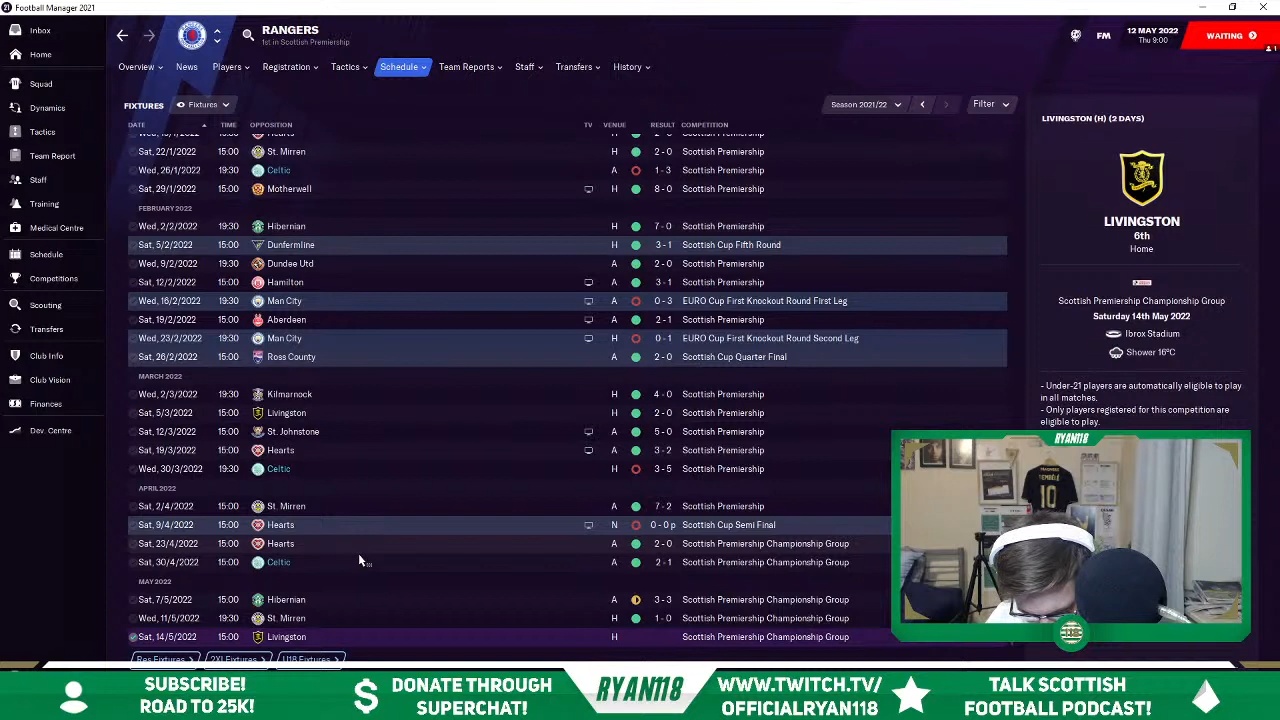 21 Football Manager 2021
Inbox
Home
Squad
Dynamics
Tactics
Team Report
Staff
Training
Medical Centre
Schedule
Competitions
Scouting
Transfers
Club Info
Club Vision
Finances
Dev. Centre
RANGERS
1st in Scottish Premiership
FM
12 MAY 2022
Thu 9:00
WAITING
1
Overview
News
Players
Registration
Tactics
Schedule
Team Reports
Staff
Transfers
History
FIXTURES Fixtures
Season 2021/22
Filter
DATE TIME OPPOSITION TV VENUE RESULT COMPETITION
Hearts
Sat, 22/1/2022 15:00 St. Mirren H 2 - 0 Scottish Premiership
Wed, 26/1/2022 19:30 Celtic A 1 - 3 Scottish Premiership
Sat, 29/1/2022 15:00 Motherwell H 8 - 0 Scottish Premiership
FEBRUARY 2022
Wed, 2/2/2022 19:30 Hibernian H 7 - 0 Scottish Premiership
Sat, 5/2/2022 15:00 Dunfermline H 3 - 1 Scottish Cup Fifth Round
Wed, 9/2/2022 19:30 Dundee Utd A 2 - 0 Scottish Premiership
Sat, 12/2/2022 15:00 Hamilton A 3 - 1 Scottish Premiership
Wed, 16/2/2022 19:30 Man City A 0 - 3 EURO Cup First Knockout Round First Leg
Sat, 19/2/2022 15:00 Aberdeen A 2 - 1 Scottish Premiership
Wed, 23/2/2022 19:30 Man City H 0 - 1 EURO Cup First Knockout Round Second Leg
Sat, 26/2/2022 15:00 Ross County A 2 - 0 Scottish Cup Quarter Final
MARCH 2022
Wed, 2/3/2022 19:30 Kilmarnock H 4 - 0 Scottish Premiership
Sat, 5/3/2022 15:00 Livingston H 2 - 0 Scottish Premiership
Sat, 12/3/2022 15:00 St. Johnstone A 5 - 0 Scottish Premiership
Sat, 19/3/2022 15:00 Hearts A 3 - 2 Scottish Premiership
Wed, 30/3/2022 19:30 Celtic H 3 - 5 Scottish Premiership
APRIL 2022
Sat, 2/4/2022 15:00 St. Mirren A 7 - 2 Scottish Premiership
Sat, 9/4/2022 15:00 Hearts N 0 - 0 p Scottish Cup Semi Final
Sat, 23/4/2022 15:00 Hearts A 2 - 0 Scottish Premiership Championship Group
Sat, 30/4/2022 15:00 Celtic A 2 - 1 Scottish Premiership Championship Group
MAY 2022
Sat, 7/5/2022 15:00 Hibernian A 3 - 3 Scottish Premiership Championship Group
Wed, 11/5/2022 19:30 St. Mirren H 1 - 0 Scottish Premiership Championship Group
Sat, 14/5/2022 15:00 Livingston H Scottish Premiership Championship Group
Res Fixtures
2XI Fixtures
U18 Fixtures
LIVINGSTON (H) (2 DAYS)
LIVINGSTON
6th
Home
Scottish Premiership Championship Group
Saturday 14th May 2022
Ibrox Stadium
Shower 16°C
- Under-21 players are automatically eligible to play
in all matches.
- Only players registered for this competition are
eligible to play.
RYAN118
DEMBÉLÉ
10
118
SUBSCRIBE!
ROAD TO 25K!
DONATE THROUGH
SUPERCHAT!
RYAN118
WWW.TWITCH.TV/
OFFICIALRYAN118
TALK SCOTTISH
FOOTBALL PODCAST!